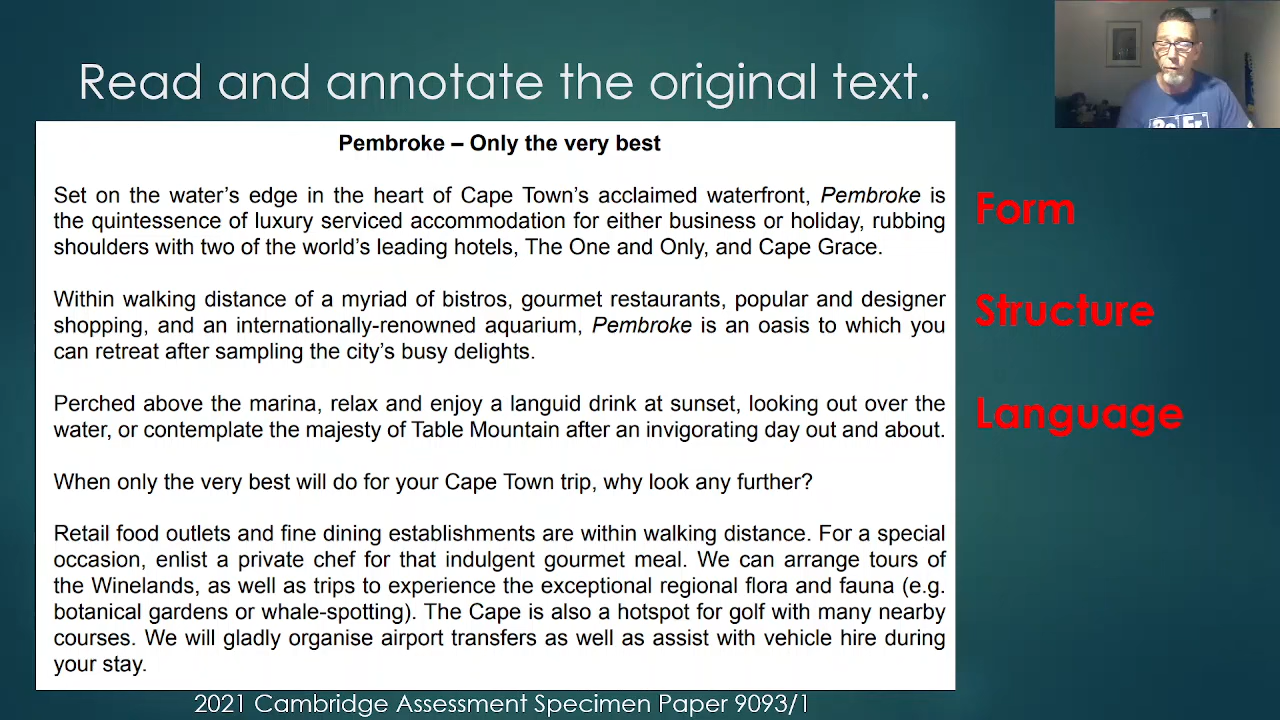 Read and annotate the original text.
Pembroke – Only the very best
Set on the water's edge in the heart of Cape Town's acclaimed waterfront, Pembroke is
the quintessence of luxury serviced accommodation for either business or holiday, rubbing
shoulders with two of the world's leading hotels, The One and Only, and Cape Grace.
Within walking distance of a myriad of bistros, gourmet restaurants, popular and designer
shopping, and an internationally-renowned aquarium, Pembroke is an oasis to which you
can retreat after sampling the city's busy delights.
Perched above the marina, relax and enjoy a languid drink at sunset, looking out over the
water, or contemplate the majesty of Table Mountain after an invigorating day out and about.
When only the very best will do for your Cape Town trip, why look any further?
Retail food outlets and fine dining establishments are within walking distance. For a special
occasion, enlist a private chef for that indulgent gourmet meal. We can arrange tours of
the Winelands, as well as trips to experience the exceptional regional flora and fauna (e.g.
botanical gardens or whale-spotting). The Cape is also a hotspot for golf with many nearby
courses. We will gladly organise airport transfers as well as assist with vehicle hire during
your stay.
Form
Structure
Language
2021 Cambridge Assessment Specimen Paper 9093/1